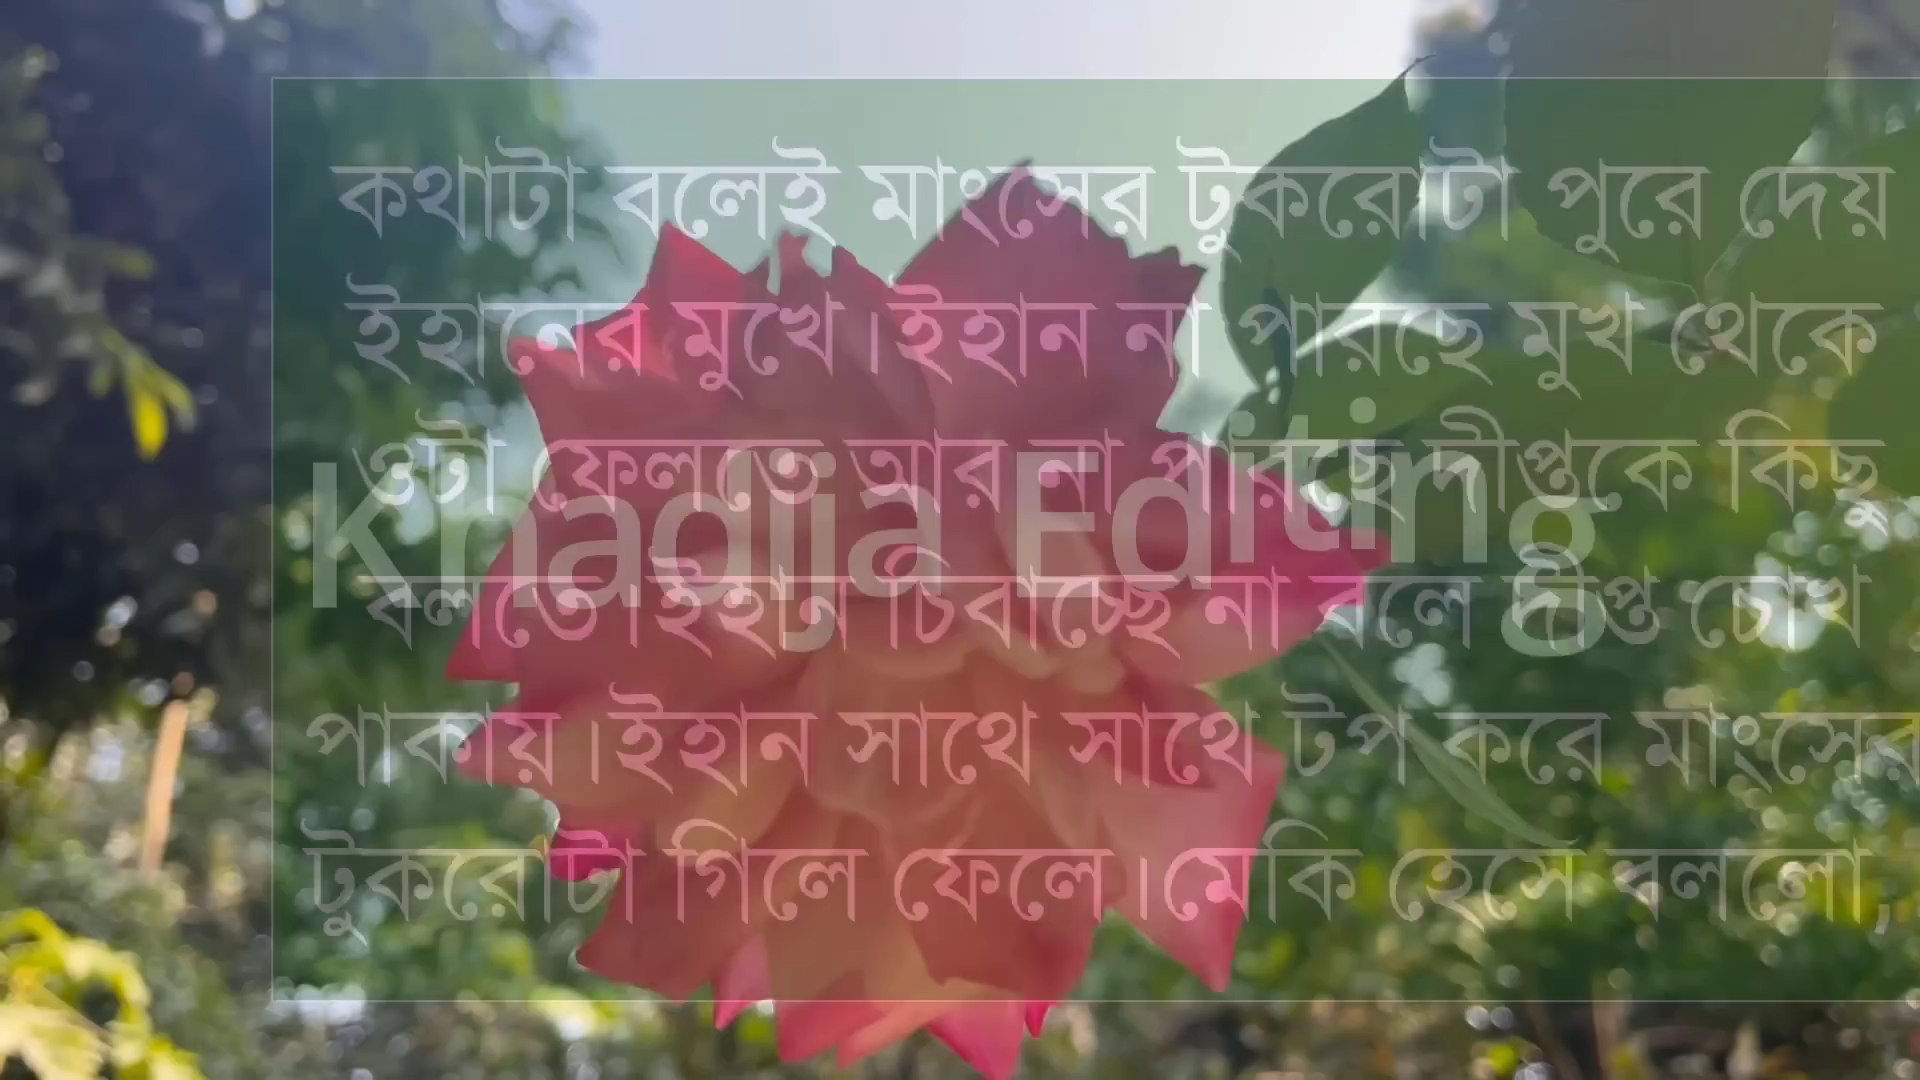 কথাটা বলেই মাংসের টুকরোটা পুরে দেয়
ইহানের মুখে।ইহান না পারছে মুখ থেকে
ওটা ফেলতে আর না পারছে দীপ্তকে কিছু
বলতে।ইহান চিবাচ্ছে না বলে দীপ্ত চোখ
পাকায়।ইহান সাথে সাথে টপ করে মাংসের
টুকরোটা গিলে ফেলে।মেকি হেসে বললো,
Khadija Editing